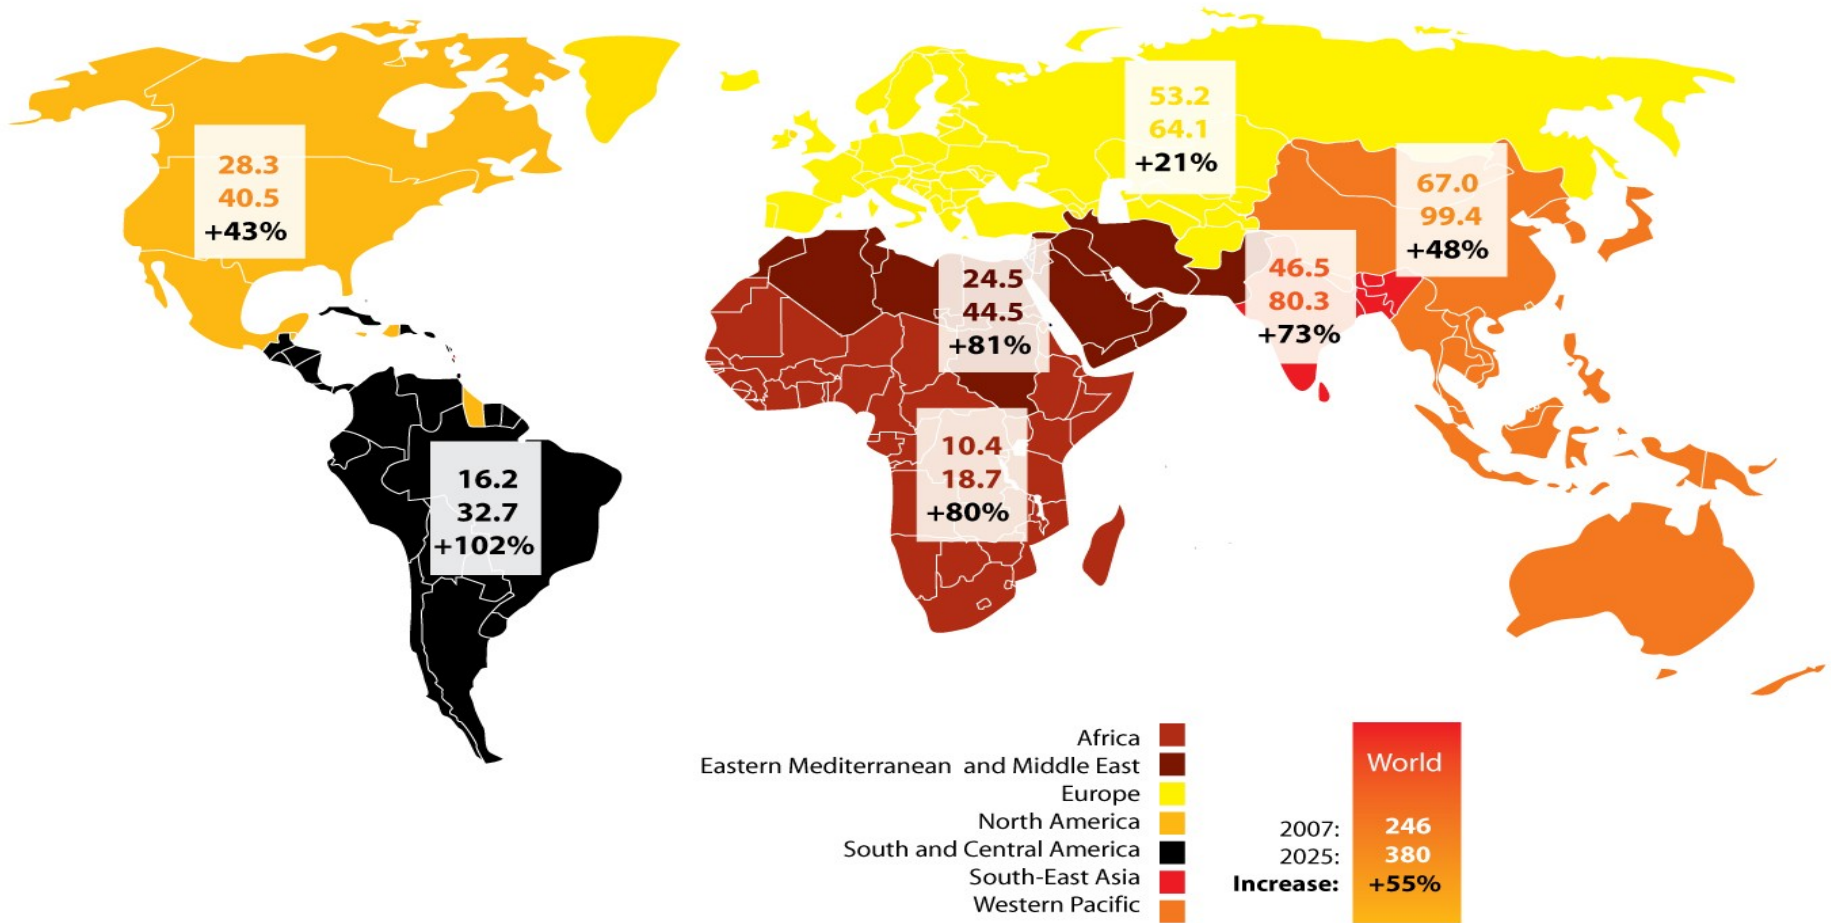 28.3
40.5
+43%
53.2
64.1
+21%
67.0
99.4
+48%
46.5
80.3
+73%
24.5
44.5
+81%
10.4
18.7
+80%
16.2
32.7
+102%
Africa
Eastern Mediterranean and Middle East
Europe
North America
South and Central America
South-East Asia
Western Pacific
World
2007: 246
2025: 380
Increase: +55%